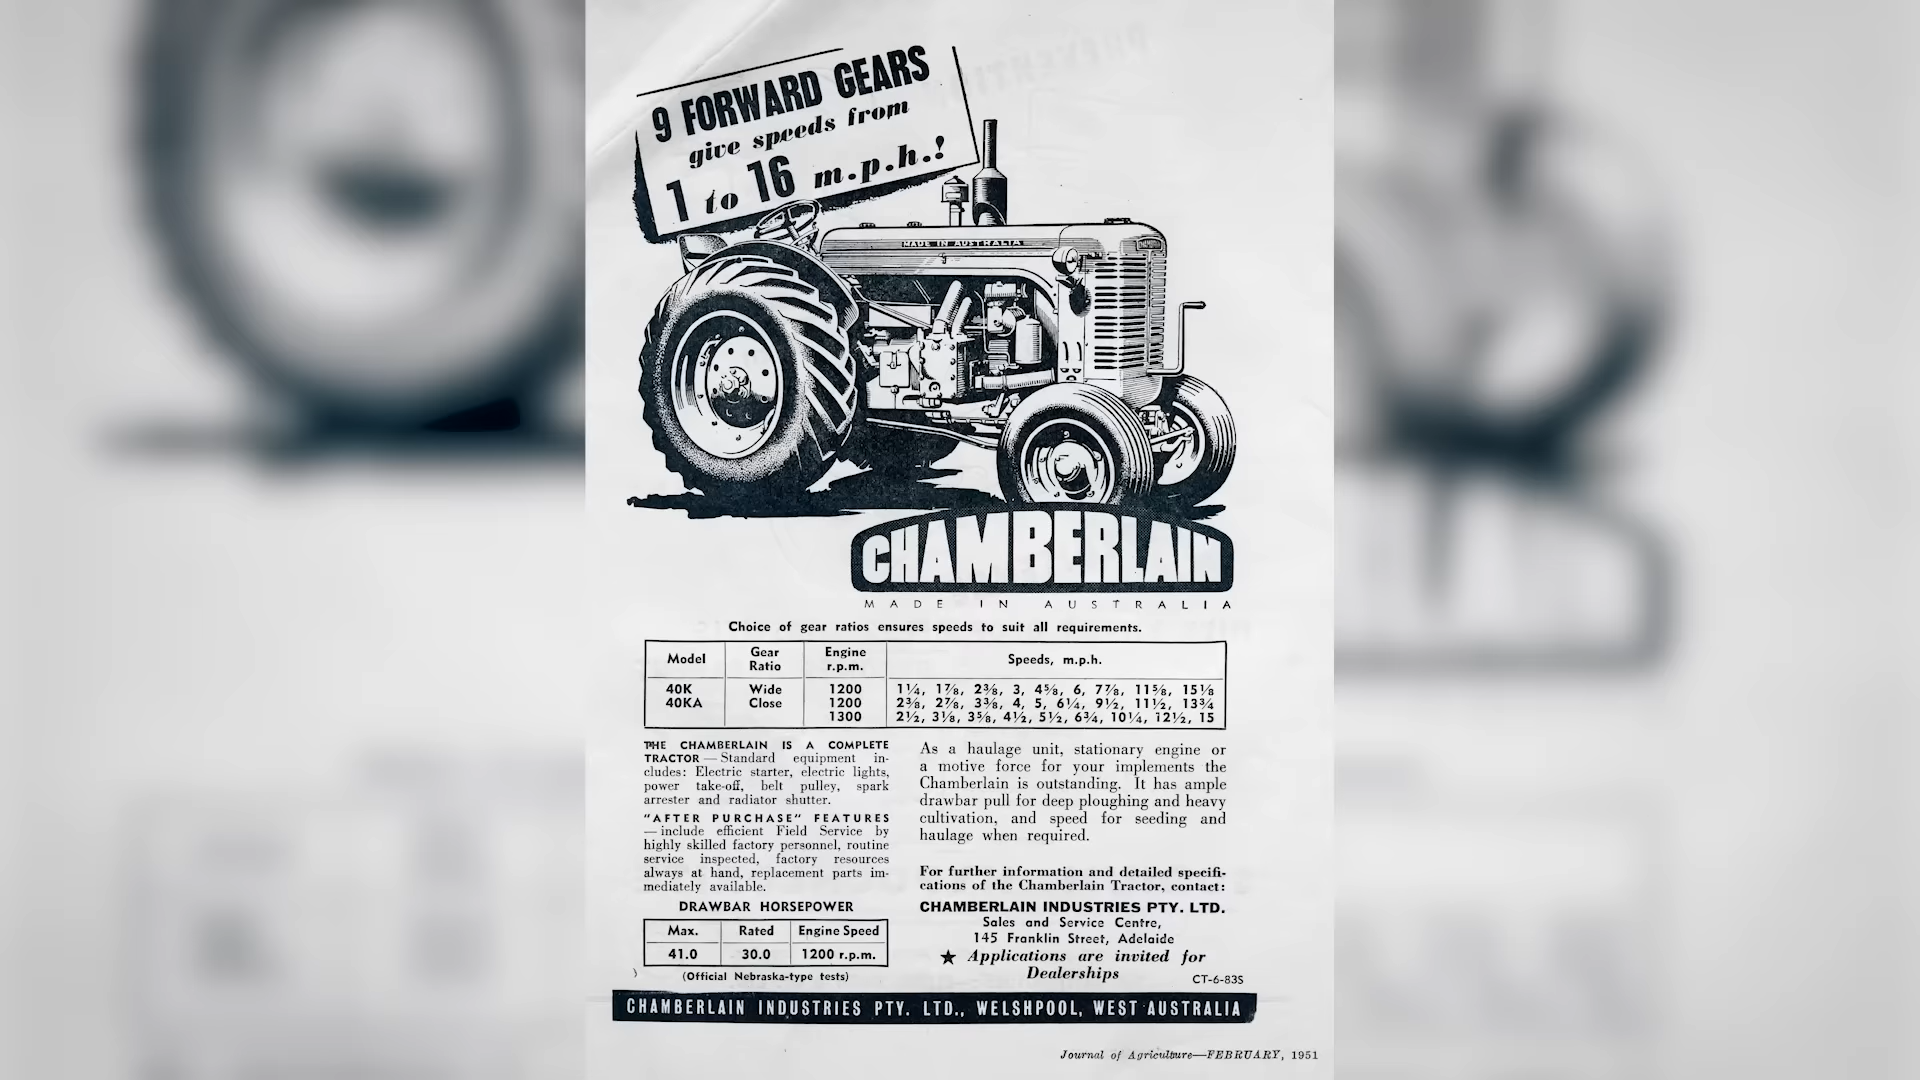 9 FORWARD GEARS
give speeds from
1 to 16 m.p.h.!
MADE IN AUSTRALIA
CHAMBERLAIN
MADE IN AUSTRALIA
Choice of gear ratios ensures speeds to suit all requirements.
Model Gear Ratio Engine r.p.m. Speeds, m.p.h.
40K Wide 1200 1¼, 1⅞, 2⅜, 3, 4⅝, 6, 7⅞, 11⅝, 15⅛
40KA Close 1200 2⅜, 2⅞, 3⅜, 4, 5, 6¼, 9½, 11½, 13¾
1300 2½, 3⅛, 3⅝, 4½, 5½, 6¾, 10¼, 12½, 15
THE CHAMBERLAIN IS A COMPLETE
TRACTOR — Standard equipment in-
cludes: Electric starter, electric lights,
power take-off, belt pulley, spark
arrester and radiator shutter.
"AFTER PURCHASE" FEATURES
— include efficient Field Service by
highly skilled factory personnel, routine
service inspected, factory resources
always at hand, replacement parts im-
mediately available.
DRAWBAR HORSEPOWER
Max. Rated Engine Speed
41.0 30.0 1200 r.p.m.
(Official Nebraska-type tests)
As a haulage unit, stationary engine or
a motive force for your implements the
Chamberlain is outstanding. It has ample
drawbar pull for deep ploughing and heavy
cultivation, and speed for seeding and
haulage when required.
For further information and detailed specifi-
cations of the Chamberlain Tractor, contact:
CHAMBERLAIN INDUSTRIES PTY. LTD.
Sales and Service Centre,
145 Franklin Street, Adelaide
★ Applications are invited for
Dealerships
CT-6-83S
CHAMBERLAIN INDUSTRIES PTY. LTD., WELSHPOOL, WEST AUSTRALIA
Journal of Agriculture—FEBRUARY, 1951